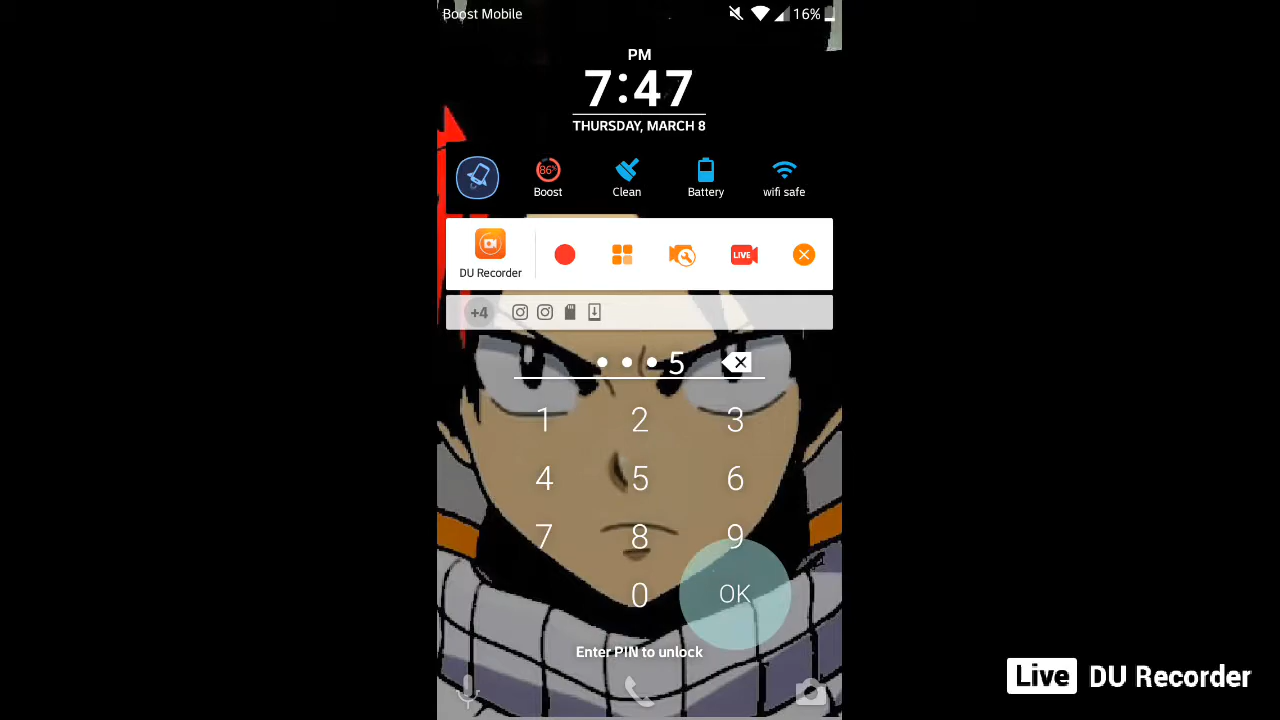 Boost Mobile
16%
PM
7:47
THURSDAY, MARCH 8
86%
Boost
Clean
Battery
wifi safe
DU Recorder
LIVE
+4
5
1 2 3
4 5 6
7 8 9
0 OK
Enter PIN to unlock
Live DU Recorder